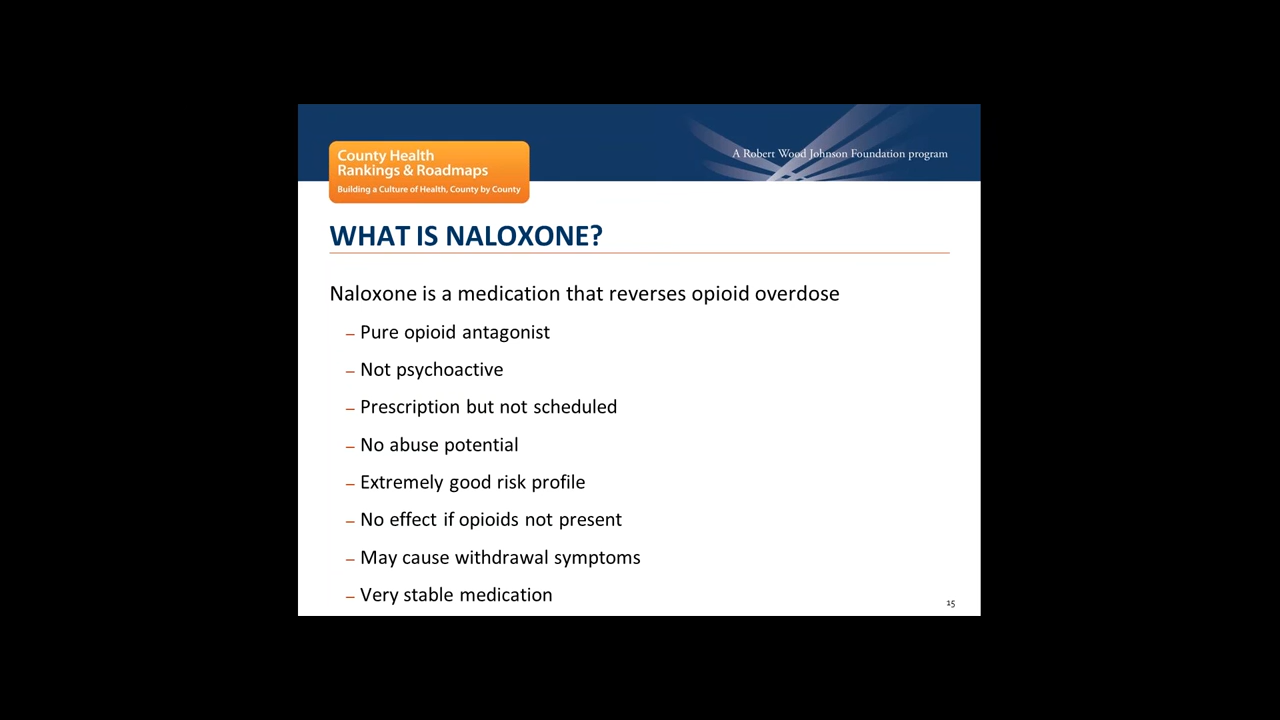 A Robert Wood Johnson Foundation program
County Health
Rankings & Roadmaps
Building a Culture of Health, County by County
WHAT IS NALOXONE?
Naloxone is a medication that reverses opioid overdose
– Pure opioid antagonist
– Not psychoactive
– Prescription but not scheduled
– No abuse potential
– Extremely good risk profile
– No effect if opioids not present
– May cause withdrawal symptoms
– Very stable medication
15